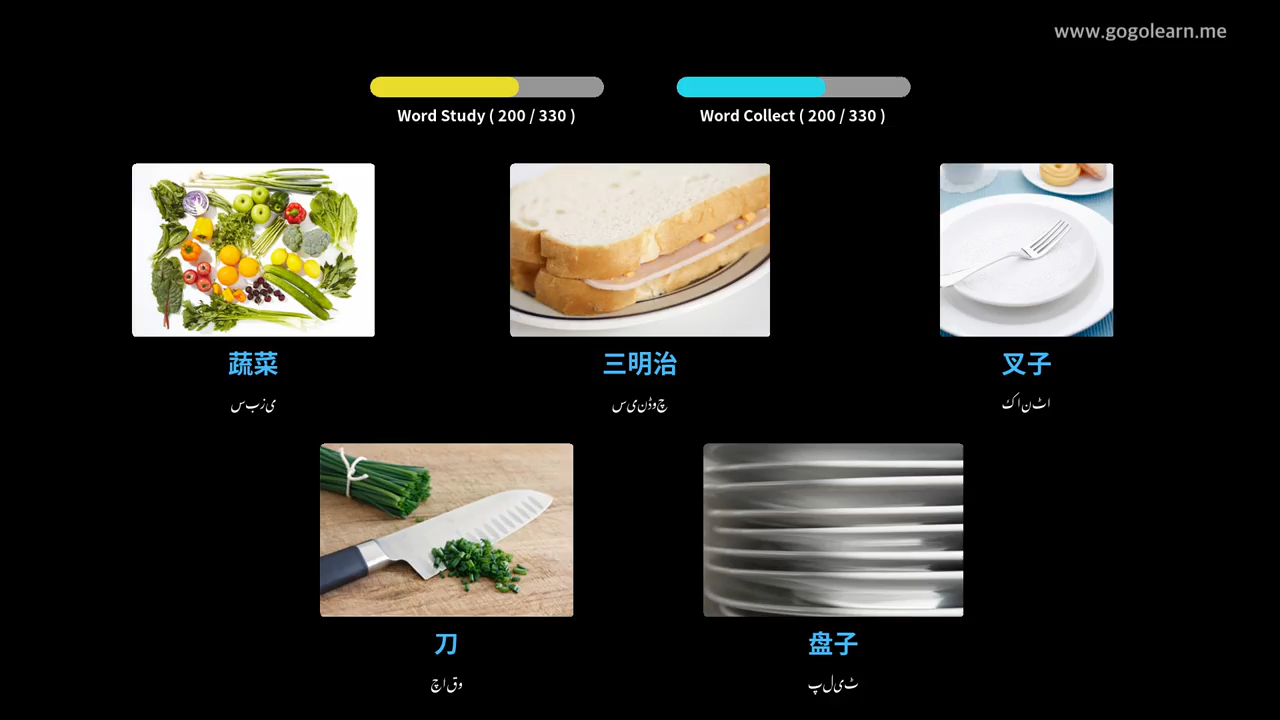 www.gogolearn.me
Word Study ( 200 / 330 )
Word Collect ( 200 / 330 )
蔬菜
三明治
叉子
سبزی
سینڈوچ
کانٹا
刀
盘子
چاقو
پلیٹ